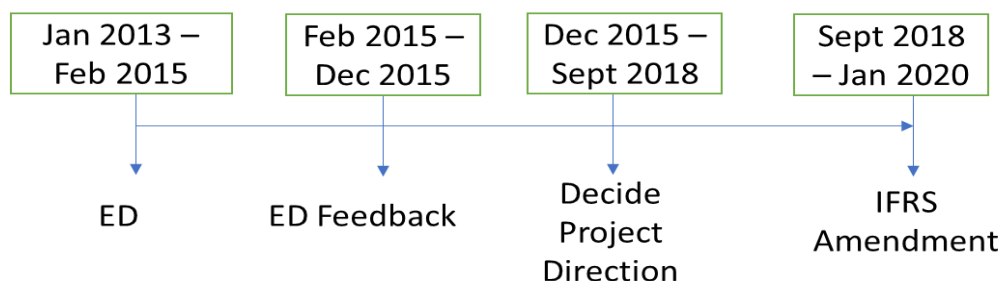 Jan 2013 –
Feb 2015
Feb 2015 –
Dec 2015
Dec 2015 –
Sept 2018
Sept 2018
– Jan 2020
ED
ED Feedback
Decide
Project
Direction
IFRS
Amendment